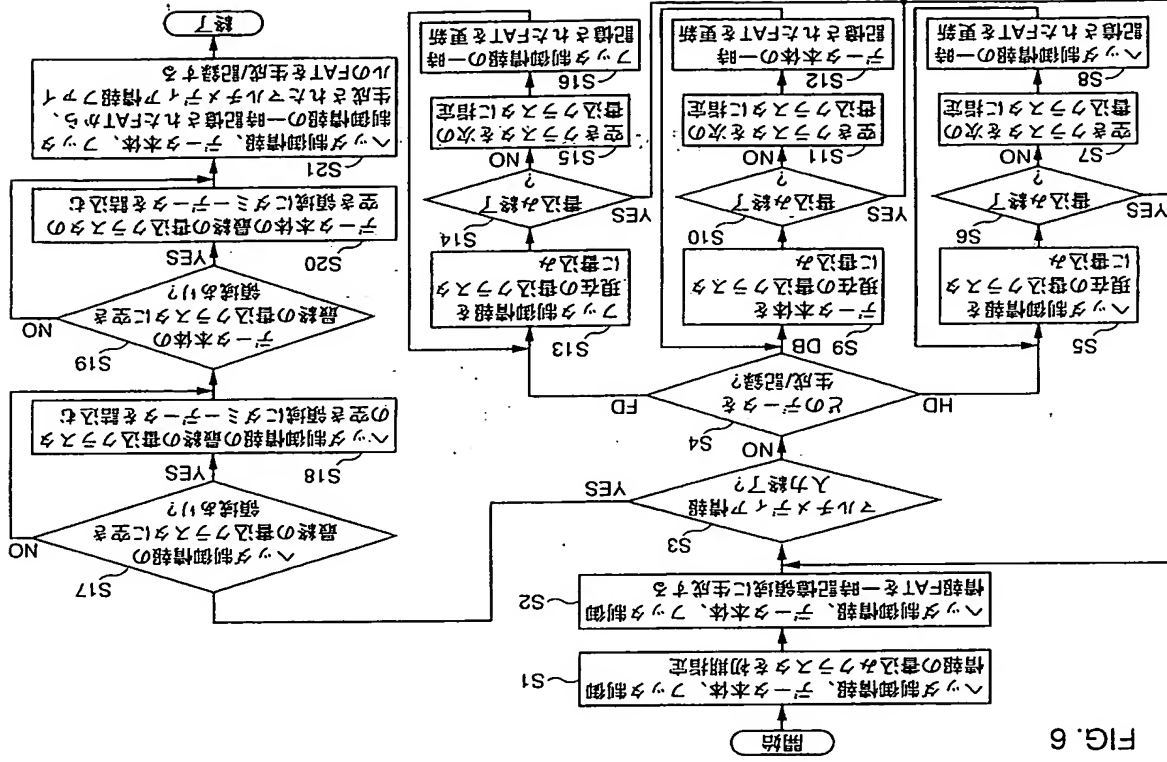 FIG. 6
開始
S1
ヘッダ制御情報、データ本体、フッタ制御
情報の書込みクラスタを初期指定
S2
ヘッダ制御情報、データ本体、フッタ制御
情報FATを一時記憶領域に生成する
S3
マルチメディア情報
入力終了?
YES
NO
S4
どのデータを
生成/記録?
HD
FD
S9 DB
S5
ヘッダ制御情報を
現在の書込クラスタ
に書込み
S6
書込み終了
?
YES
NO
S7
空きクラスタを次の
書込クラスタに指定
S8
ヘッダ制御情報の一時
記憶されたFATを更新
データ本体を
現在の書込クラスタ
に書込み
S10
書込み終了
?
YES
NO
S11
空きクラスタを次の
書込クラスタに指定
S12
データ本体の一時
記憶されたFATを更新
S13
フッタ制御情報を
現在の書込クラスタ
に書込み
S14
書込み終了
?
YES
NO
S15
空きクラスタを次の
書込クラスタに指定
S16
フッタ制御情報の一時
記憶されたFATを更新
S17
ヘッダ制御情報の
最終の書込クラスタに空き
領域あり?
NO
YES
S18
ヘッダ制御情報の最終の書込クラスタ
の空き領域にダミーデータを詰込む
S19
データ本体の
最終の書込クラスタに空き
領域あり?
NO
YES
S20
データ本体の最終の書込クラスタの
空き領域にダミーデータを詰込む
S21
ヘッダ制御情報、データ本体、フッタ
制御情報の一時記憶されたFATから、
生成されたマルチメディア情報ファイ
ルのFATを生成/記録する
終了